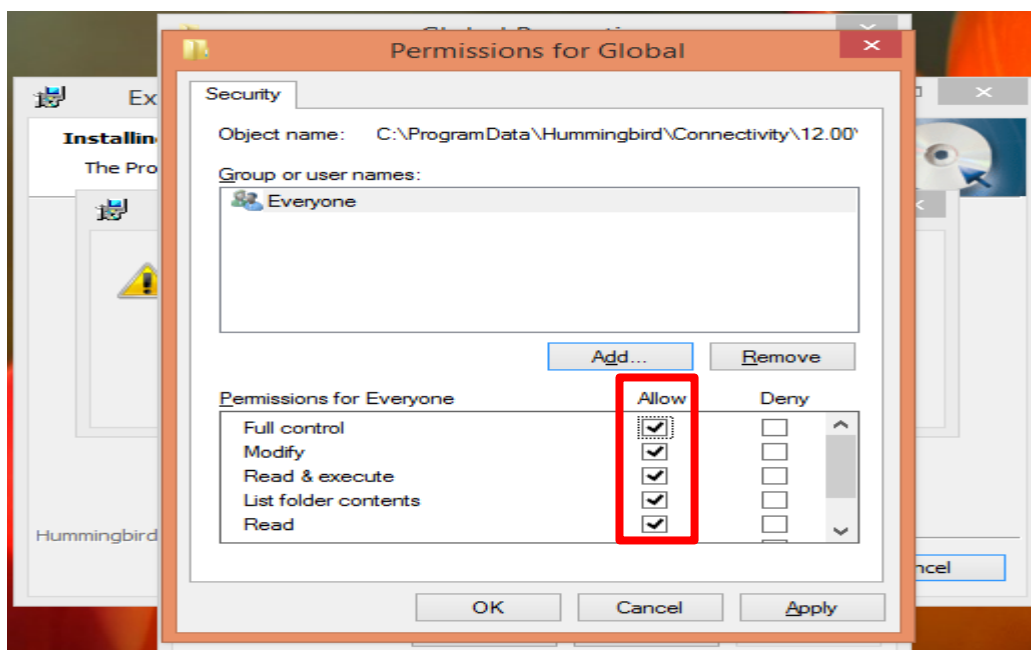 Permissions for Global
Ex
Security
Installin
The Pro
Object name: C:\ProgramData\Hummingbird\Connectivity\12.00'
Group or user names:
Everyone
Add... Remove
Permissions for Everyone Allow Deny
Full control
Modify
Read & execute
List folder contents
Read
Hummingbird
ncel
OK Cancel Apply